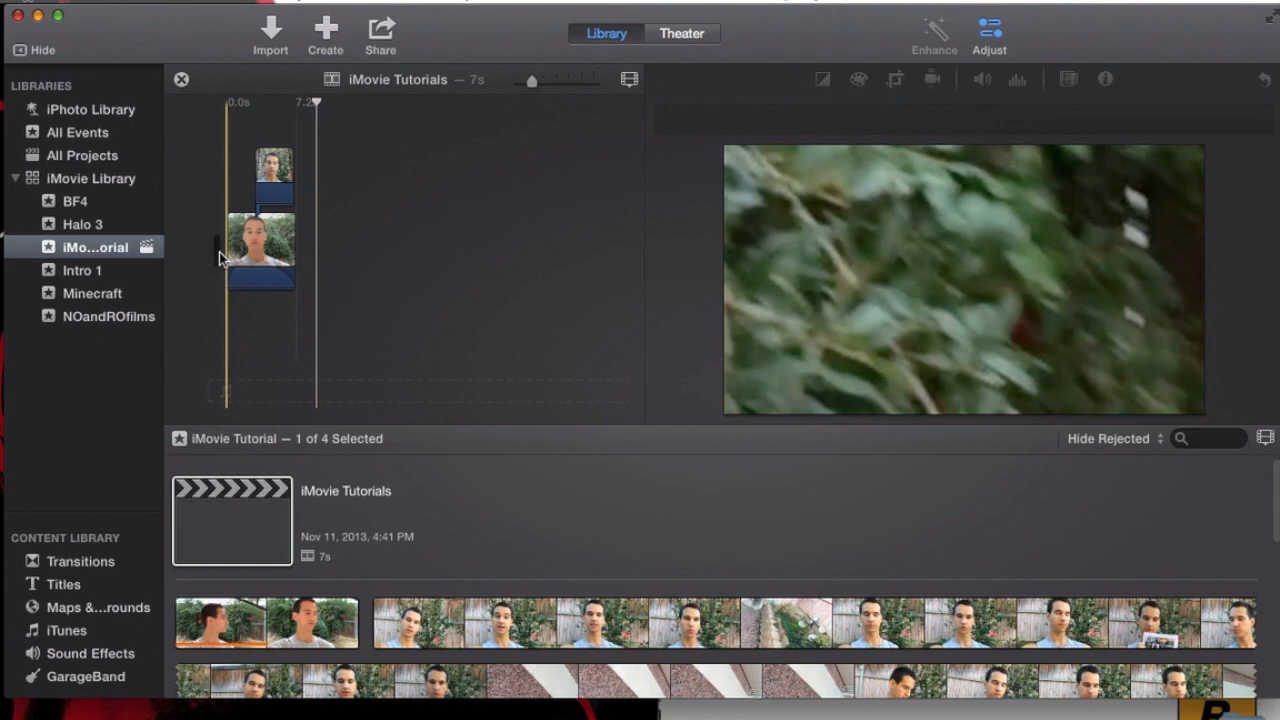 Hide
Import
Create
Share
Library
Theater
Enhance
Adjust
LIBRARIES
iPhoto Library
All Events
All Projects
iMovie Library
BF4
Halo 3
iMo...orial
Intro 1
Minecraft
NOandROfilms
CONTENT LIBRARY
Transitions
Titles
Maps &...rounds
iTunes
Sound Effects
GarageBand
iMovie Tutorials — 7s
0.0s
iMovie Tutorial — 1 of 4 Selected
Hide Rejected
iMovie Tutorials
Nov 11, 2013, 4:41 PM
7s